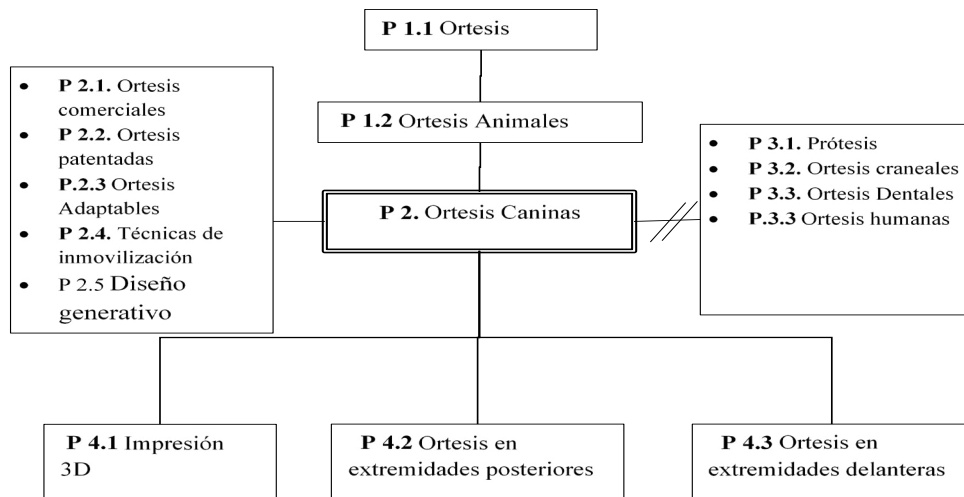 P 1.1 Ortesis
P 1.2 Ortesis Animales
• P 2.1. Ortesis
comerciales
• P 2.2. Ortesis
patentadas
• P.2.3 Ortesis
Adaptables
• P 2.4. Técnicas de
inmovilización
• P 2.5 Diseño
generativo
P 2. Ortesis Caninas
• P 3.1. Prótesis
• P 3.2. Ortesis craneales
• P 3.3. Ortesis Dentales
• P.3.3 Ortesis humanas
P 4.1 Impresión
3D
P 4.2 Ortesis en
extremidades posteriores
P 4.3 Ortesis en
extremidades delanteras